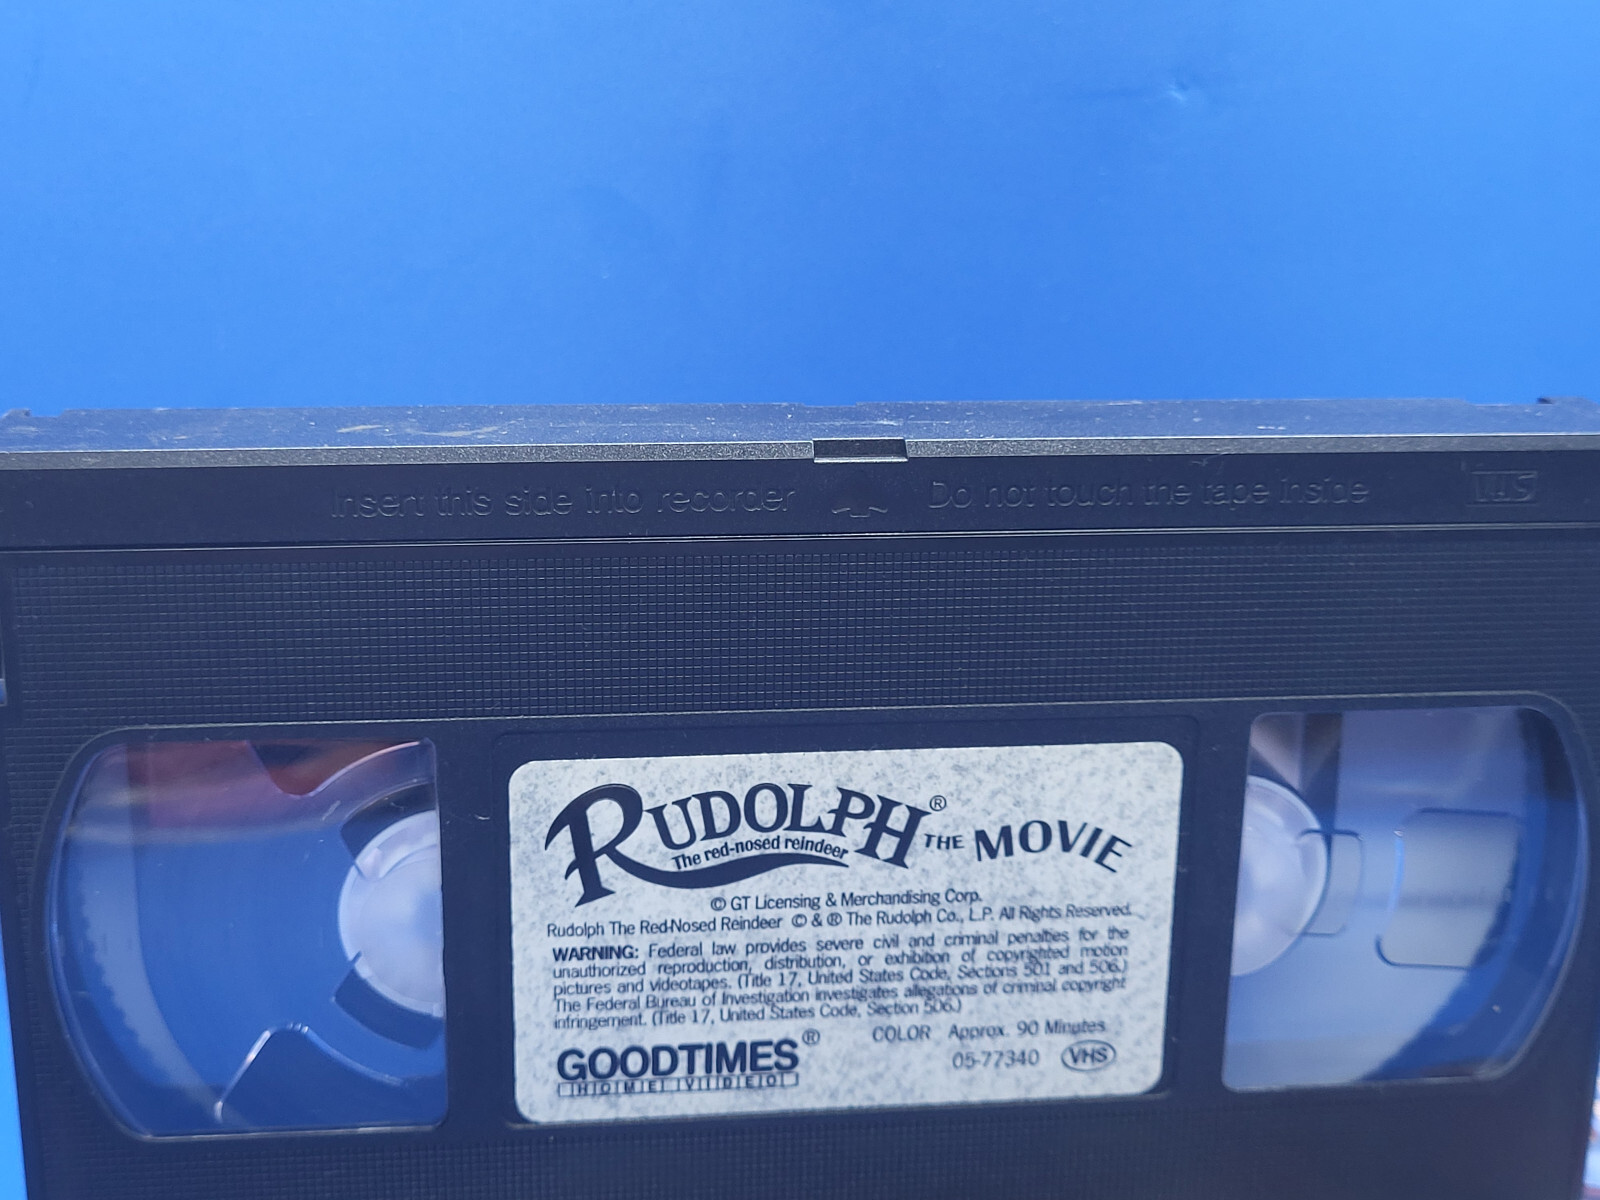 Insert this side into recorder Do not touch the tape inside VHS
RUDOLPH® THE MOVIE
The red-nosed reindeer
© GT Licensing & Merchandising Corp.
Rudolph The Red-Nosed Reindeer © & ® The Rudolph Co., L.P. All Rights Reserved.
WARNING: Federal law provides severe civil and criminal penalties for the
unauthorized reproduction, distribution, or exhibition of copyrighted motion
pictures and videotapes. (Title 17, United States Code, Sections 501 and 506.)
The Federal Bureau of Investigation investigates allegations of criminal copyright
infringement. (Title 17, United States Code, Section 506.)
COLOR Approx. 90 Minutes
GOODTIMES®
HOME VIDEO
05-77340 VHS